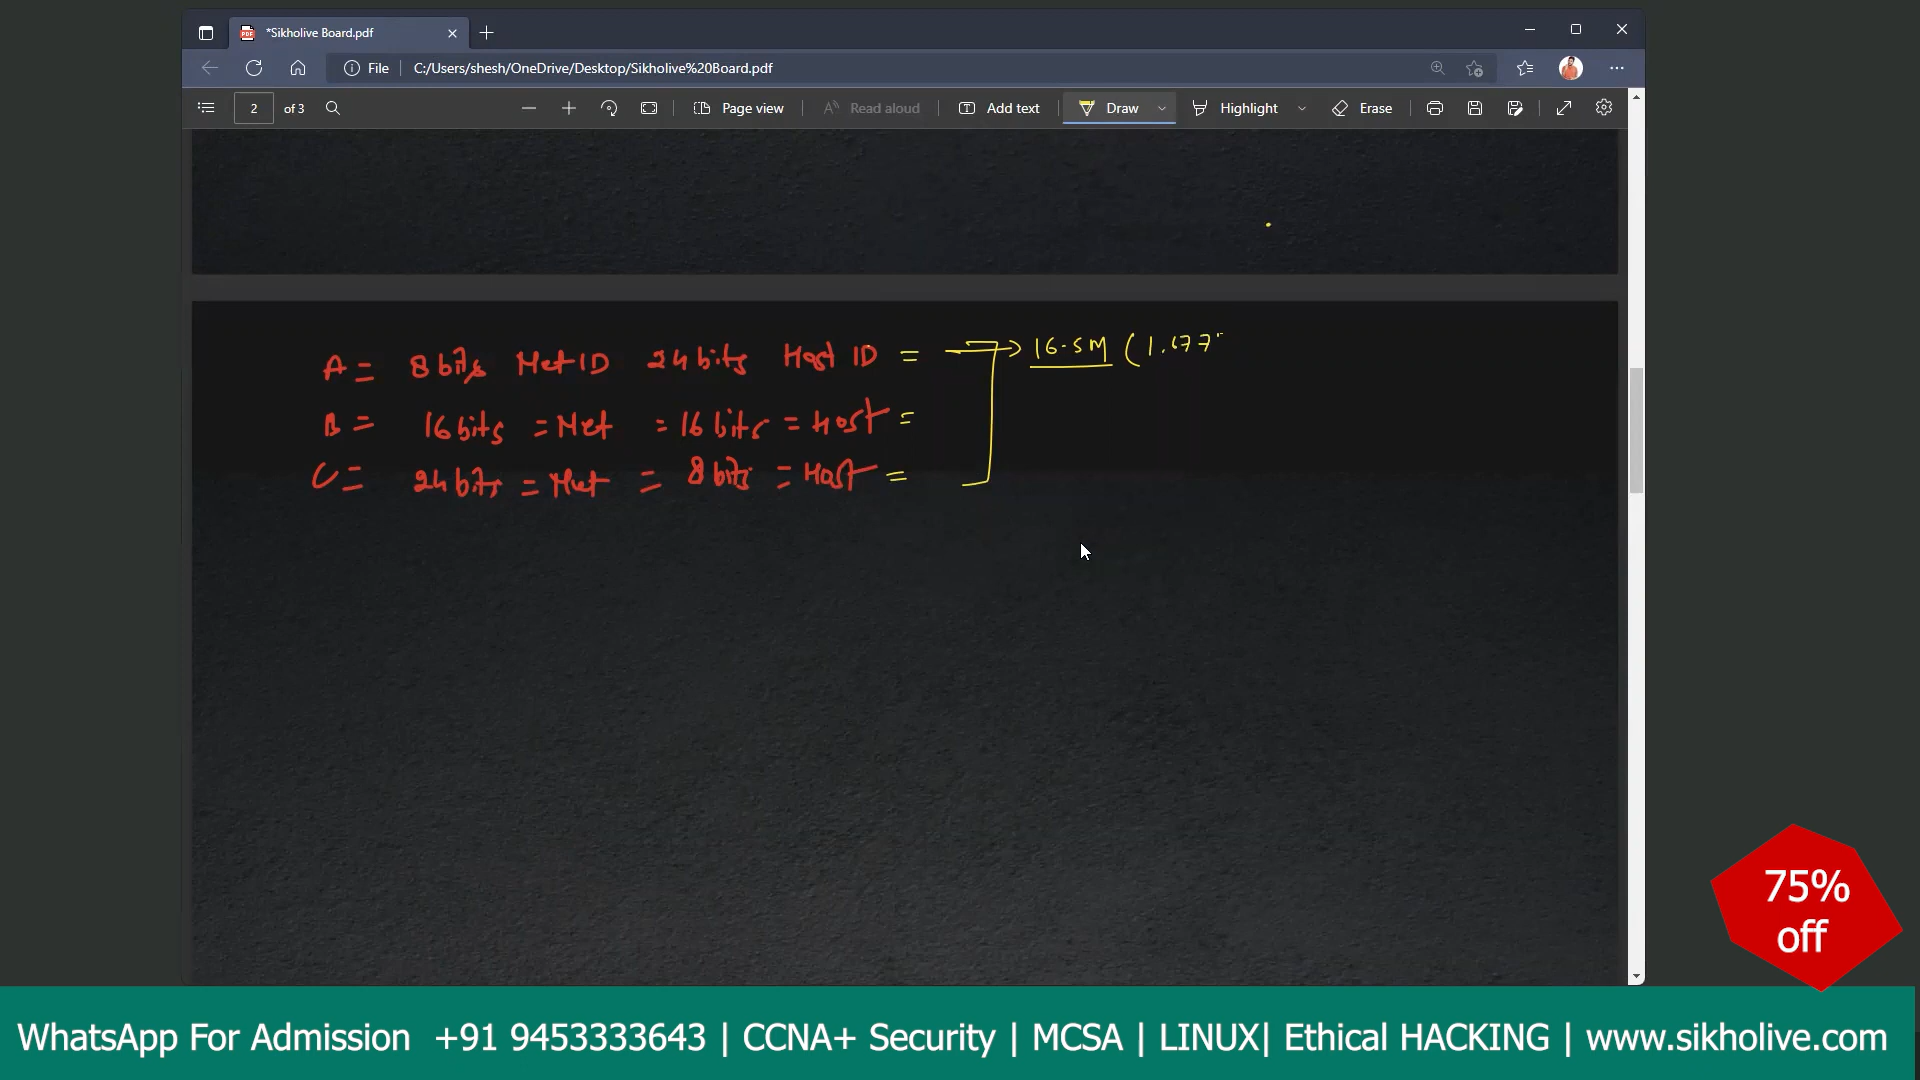 *Sikholive Board.pdf
File C:/Users/shesh/OneDrive/Desktop/Sikholive%20Board.pdf
2 of 3 Page view Read aloud Add text Draw Highlight Erase
A = 8 bits Net ID 24 bits Host ID = 16.5M (1.677
B = 16 bits = Net = 16 bits = Host =
C = 24 bits = Net = 8 bits = Host =
75%
off
WhatsApp For Admission +91 9453333643 | CCNA+ Security | MCSA | LINUX| Ethical HACKING | www.sikholive.com